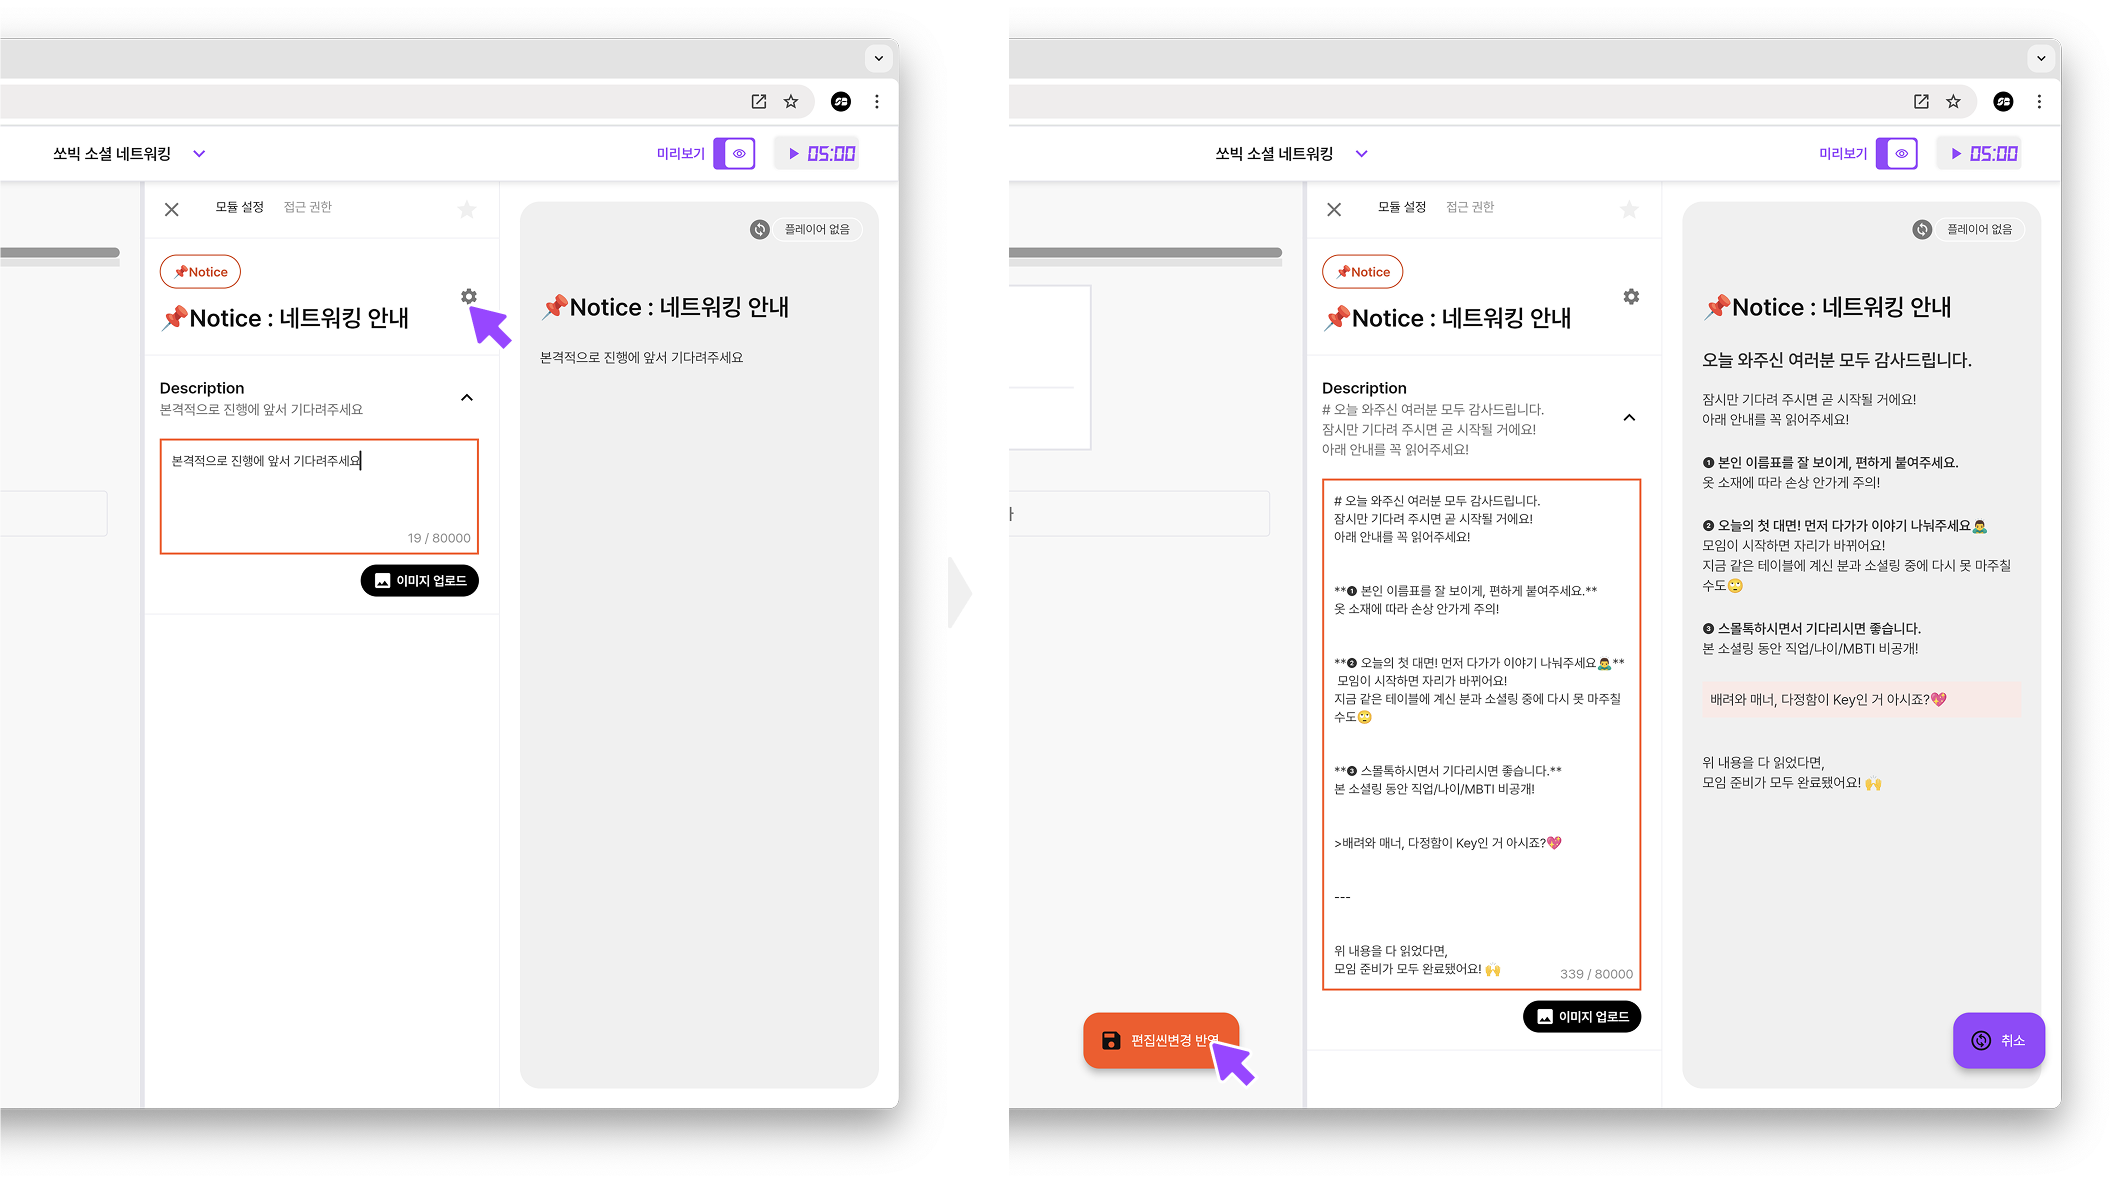 쏘빅 소셜 네트워킹
미리보기
05:00
모듈 설정 접근 권한
플레이어 없음
📌Notice
📌Notice : 네트워킹 안내
Description
본격적으로 진행에 앞서 기다려주세요
본격적으로 진행에 앞서 기다려주세요
19 / 80000
이미지 업로드
📌Notice : 네트워킹 안내
본격적으로 진행에 앞서 기다려주세요
쏘빅 소셜 네트워킹
미리보기
05:00
모듈 설정 접근 권한
플레이어 없음
📌Notice
📌Notice : 네트워킹 안내
Description
# 오늘 와주신 여러분 모두 감사드립니다.
잠시만 기다려 주시면 곧 시작될 거에요!
아래 안내를 꼭 읽어주세요!
# 오늘 와주신 여러분 모두 감사드립니다.
잠시만 기다려 주시면 곧 시작될 거에요!
아래 안내를 꼭 읽어주세요!
**❶ 본인 이름표를 잘 보이게, 편하게 붙여주세요.**
옷 소재에 따라 손상 안가게 주의!
**❷ 오늘의 첫 대면! 먼저 다가가 이야기 나눠주세요🙇‍♂️**
모임이 시작하면 자리가 바뀌어요!
지금 같은 테이블에 계신 분과 소셜링 중에 다시 못 마주칠
수도🙄
**❸ 스몰톡하시면서 기다리시면 좋습니다.**
본 소셜링 동안 직업/나이/MBTI 비공개!
>배려와 매너, 다정함이 Key인 거 아시죠?💖
---
위 내용을 다 읽었다면,
모임 준비가 모두 완료됐어요! 🙌
339 / 80000
이미지 업로드
편집씬변경 반영
📌Notice : 네트워킹 안내
오늘 와주신 여러분 모두 감사드립니다.
잠시만 기다려 주시면 곧 시작될 거에요!
아래 안내를 꼭 읽어주세요!
❶ 본인 이름표를 잘 보이게, 편하게 붙여주세요.
옷 소재에 따라 손상 안가게 주의!
❷ 오늘의 첫 대면! 먼저 다가가 이야기 나눠주세요🙇‍♂️
모임이 시작하면 자리가 바뀌어요!
지금 같은 테이블에 계신 분과 소셜링 중에 다시 못 마주칠
수도🙄
❸ 스몰톡하시면서 기다리시면 좋습니다.
본 소셜링 동안 직업/나이/MBTI 비공개!
배려와 매너, 다정함이 Key인 거 아시죠?💖
위 내용을 다 읽었다면,
모임 준비가 모두 완료됐어요! 🙌
취소